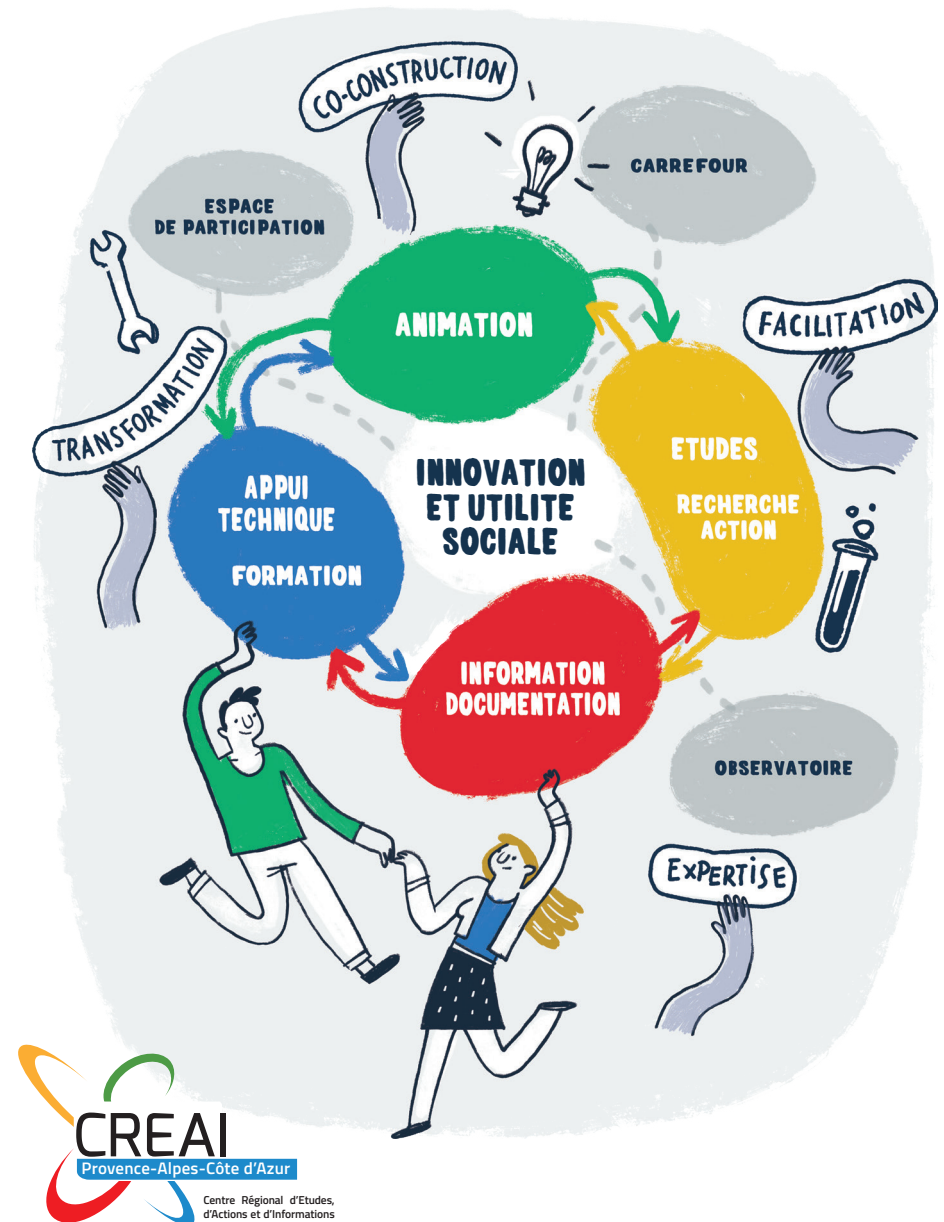 CO-CONSTRUCTION
CARREFOUR
ESPACE
DE PARTICIPATION
ANIMATION
FACILITATION
TRANSFORMATION
ETUDES
RECHERCHE
ACTION
INNOVATION
ET UTILITE
SOCIALE
APPUI
TECHNIQUE
FORMATION
INFORMATION
DOCUMENTATION
OBSERVATOIRE
EXPERTiSE
CREAI
Provence-Alpes-Côte d'Azur
Centre Régional d'Etudes,
d'Actions et d'Informations